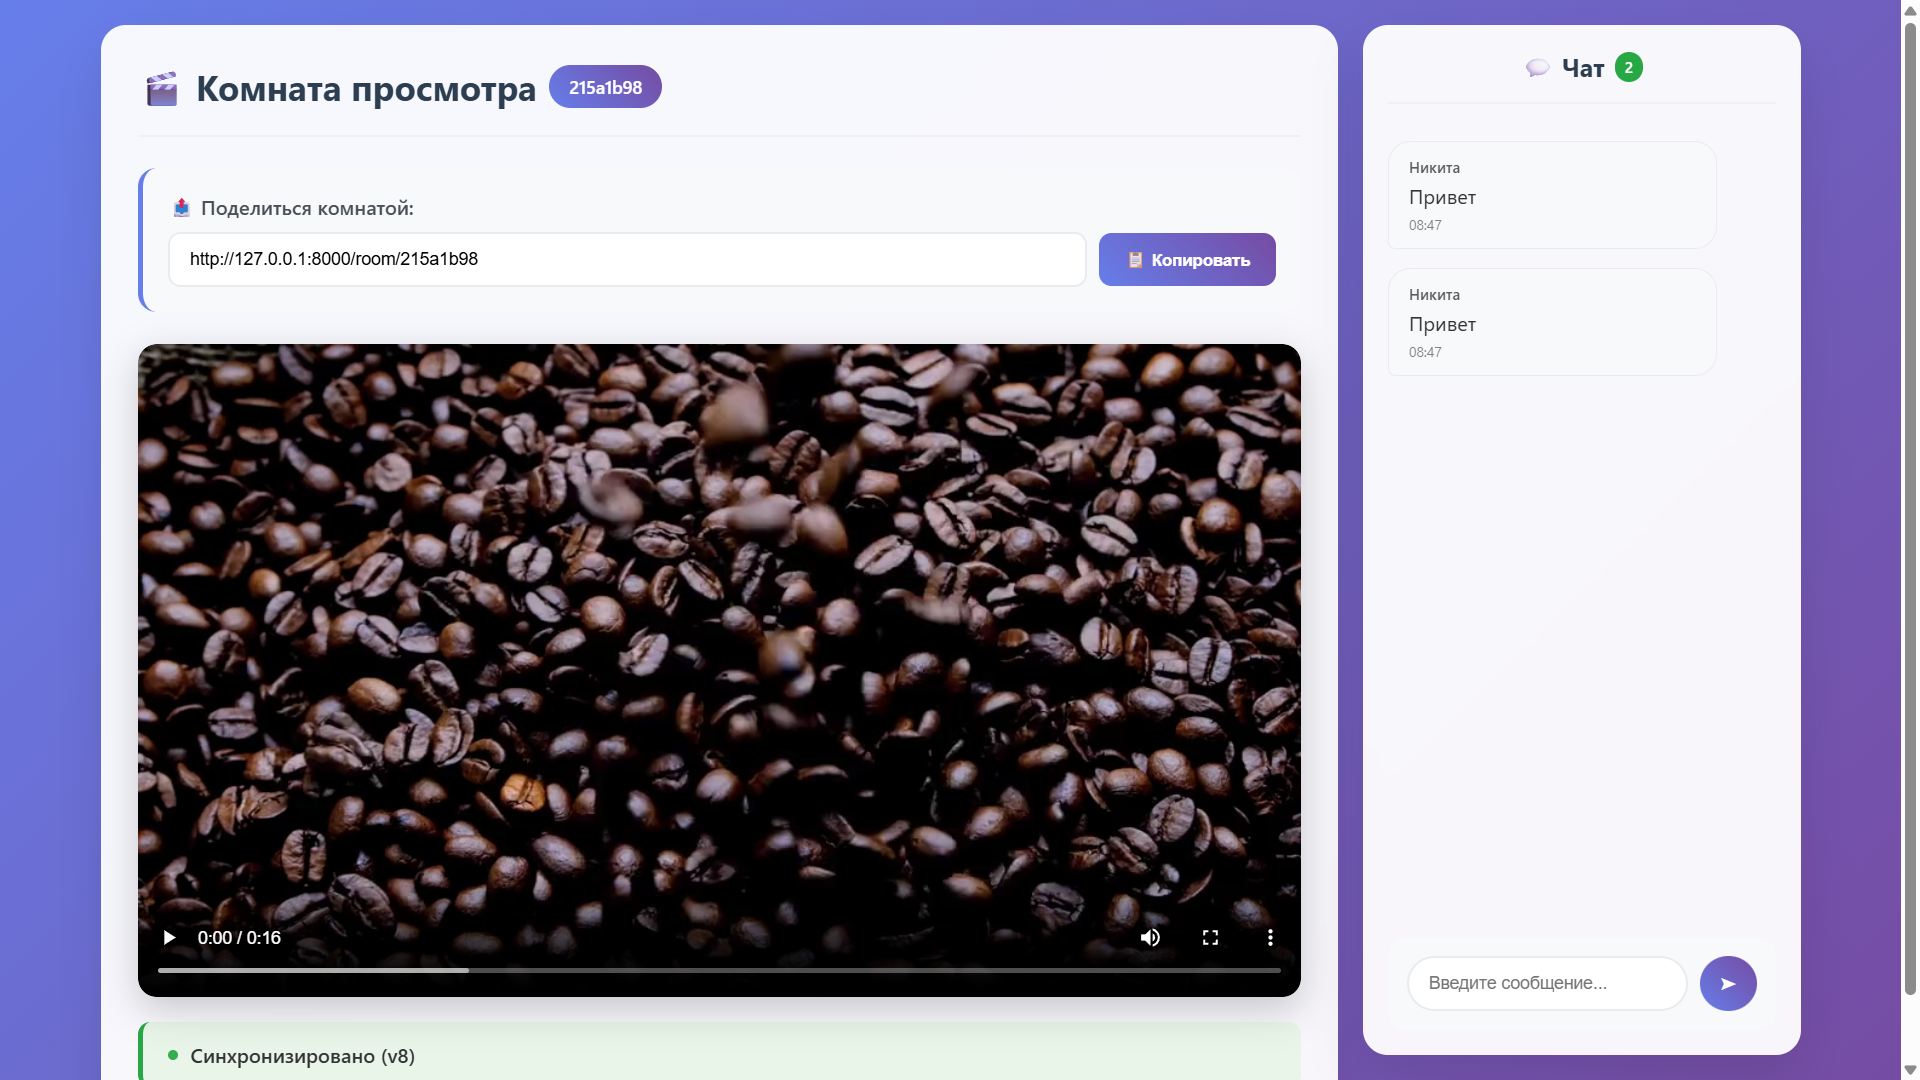 Комната просмотра 215a1b98
Поделиться комнатой:
http://127.0.0.1:8000/room/215a1b98
Копировать
0:00 / 0:16
Синхронизировано (v8)
Чат 2
Никита
Привет
08:47
Никита
Привет
08:47
Введите сообщение...